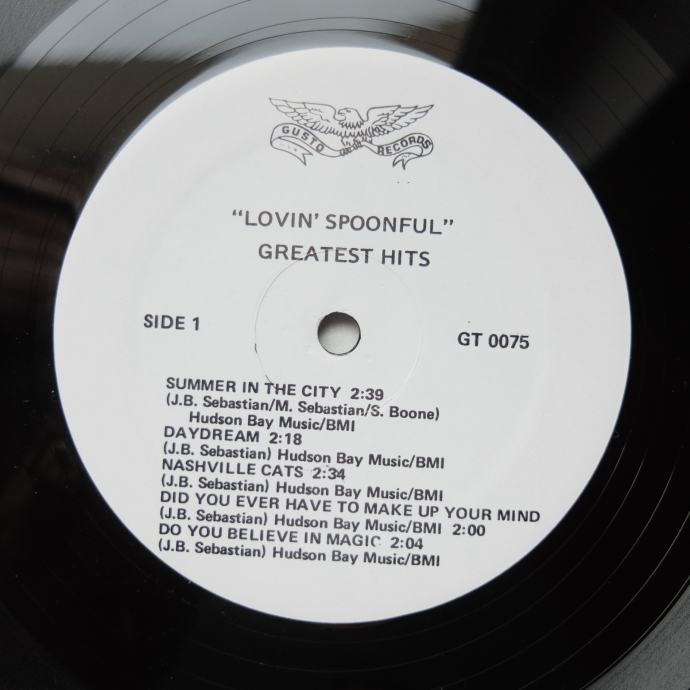 GUSTO RECORDS
"LOVIN' SPOONFUL"
GREATEST HITS
SIDE 1
GT 0075
SUMMER IN THE CITY 2:39
(J.B. Sebastian/M. Sebastian/S. Boone)
Hudson Bay Music/BMI
DAYDREAM 2:18
(J.B. Sebastian) Hudson Bay Music/BMI
NASHVILLE CATS 2:34
(J.B. Sebastian) Hudson Bay Music/BMI
DID YOU EVER HAVE TO MAKE UP YOUR MIND
(J.B. Sebastian) Hudson Bay Music/BMI 2:00
DO YOU BELIEVE IN MAGIC 2:04
(J.B. Sebastian) Hudson Bay Music/BMI